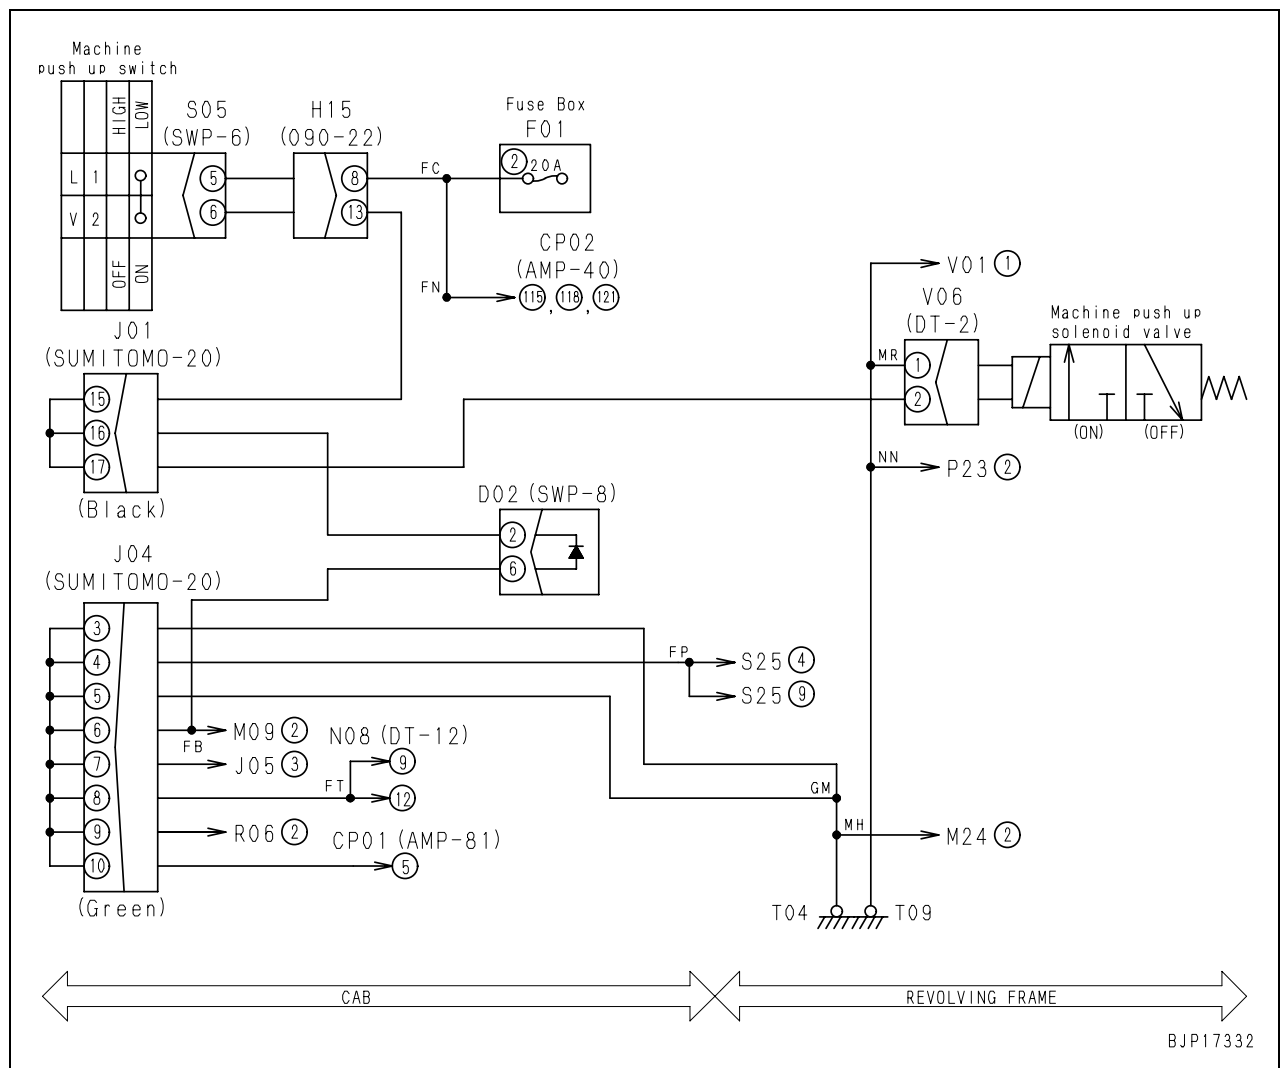 Machine
push up switch
HIGH
LOW
L 1
V 2
OFF
ON
S05
(SWP-6)
5
6
H15
(090-22)
8
13
FC
Fuse Box
F01
2
20A
CP02
(AMP-40)
FN
115, 118, 121
J01
(SUMITOMO-20)
15
16
17
(Black)
V01 1
V06
(DT-2)
MR
1
2
Machine push up
solenoid valve
(ON)
(OFF)
NN
P23 2
D02 (SWP-8)
2
6
J04
(SUMITOMO-20)
3
4
5
6
7
8
9
10
(Green)
FP
S25 4
S25 9
M09 2
FB
J05 3
N08 (DT-12)
9
FT
12
R06 2
CP01 (AMP-81)
5
GM
MH
M24 2
T04
T09
CAB
REVOLVING FRAME
BJP17332